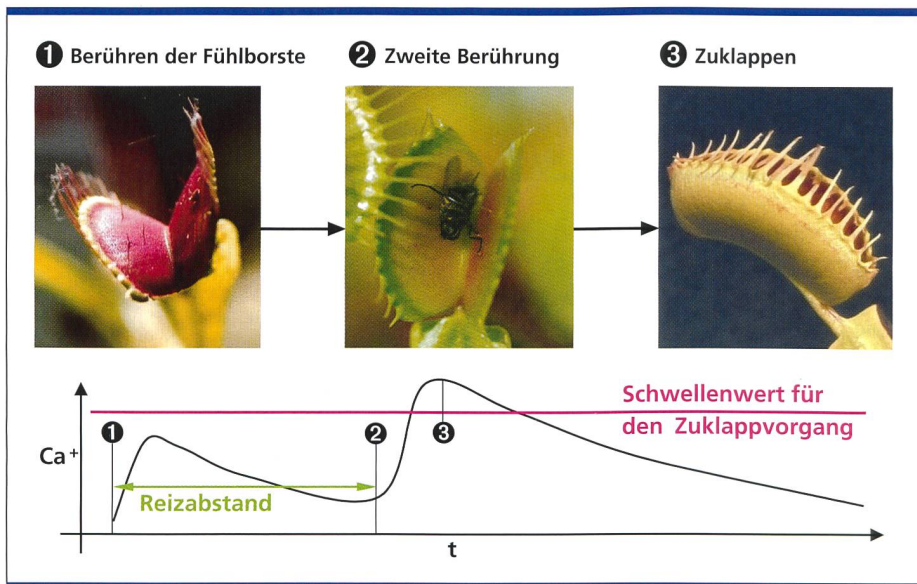 ❶ Berühren der Fühlborste
❷ Zweite Berührung
❸ Zuklappen
Schwellenwert für
den Zuklappvorgang
❶
❷
❸
Ca⁺
Reizabstand
t